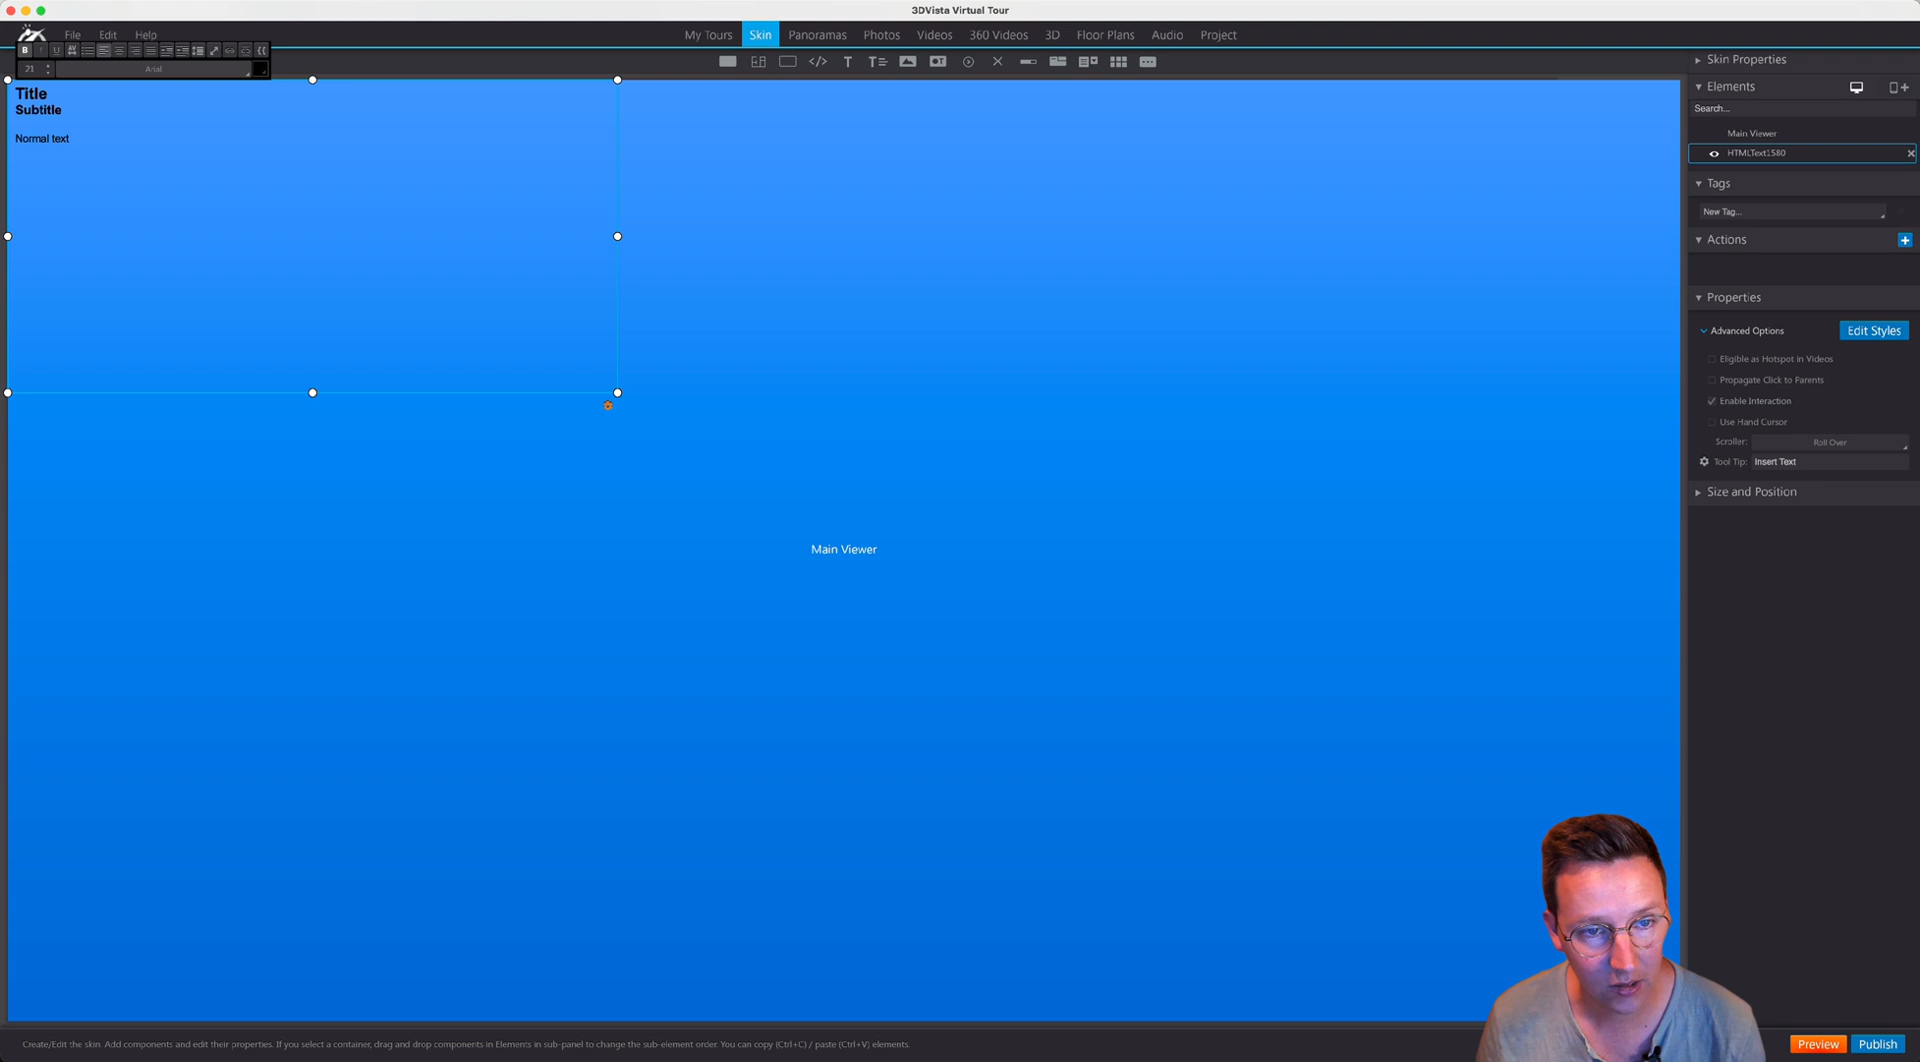 3DVista Virtual Tour
File Edit Help
My Tours Skin Panoramas Photos Videos 360 Videos 3D Floor Plans Audio Project
B U
21 Arial
T T
Title
Subtitle
Normal text
Main Viewer
Skin Properties
Elements
Search...
Main Viewer
HTMLText1580
Tags
New Tag...
Actions
Properties
Advanced Options Edit Styles
Eligible as Hotspot in Videos
Propagate Click to Parents
Enable Interaction
Use Hand Cursor
Scroller: Roll Over
Tool Tip: Insert Text
Size and Position
Create/Edit the skin. Add components and edit their properties. If you select a container, drag and drop components in Elements in sub-panel to change the sub-element order. You can copy (Ctrl+C) / paste (Ctrl+V) elements.
Preview Publish